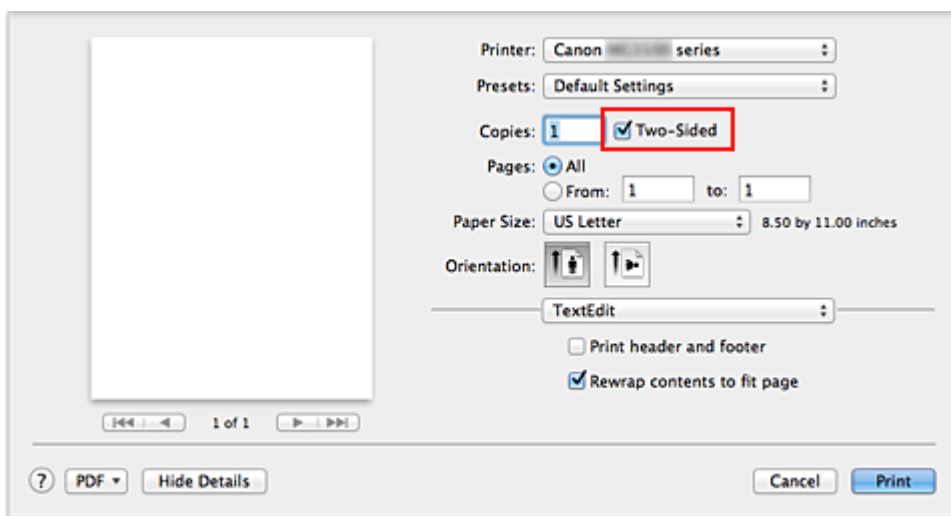 Printer: Canon series
Presets: Default Settings
Copies: 1 Two-Sided
Pages: All
From: 1 to: 1
Paper Size: US Letter 8.50 by 11.00 inches
Orientation:
TextEdit
Print header and footer
Rewrap contents to fit page
1 of 1
? PDF Hide Details Cancel Print